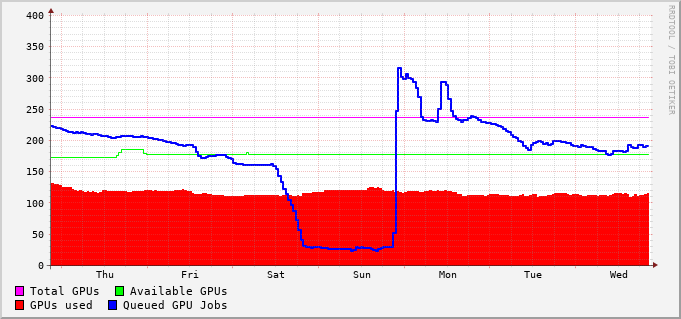 400
350
300
250
200
150
100
50
0
Thu Fri Sat Sun Mon Tue Wed
Total GPUs Available GPUs
GPUs used Queued GPU Jobs
RRDTOOL / TOBI OETIKER